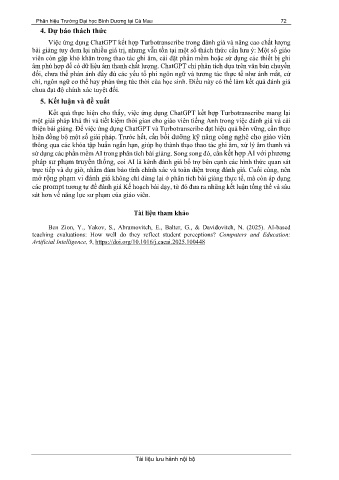 Phân hiệu Trường Đại học Bình Dương tại Cà Mau 72
4. Dự báo thách thức
Việc ứng dụng ChatGPT kết hợp Turbotranscribe trong đánh giá và nâng cao chất lượng
bài giảng tuy đem lại nhiều giá trị, nhưng vẫn tồn tại một số thách thức cần lưu ý: Một số giáo
viên còn gặp khó khăn trong thao tác ghi âm, cài đặt phần mềm hoặc sử dụng các thiết bị ghi
âm phù hợp để có dữ liệu âm thanh chất lượng. ChatGPT chỉ phân tích dựa trên văn bản chuyển
đổi, chưa thể phản ánh đầy đủ các yếu tố phi ngôn ngữ và tương tác thực tế như ánh mắt, cử
chỉ, ngôn ngữ cơ thể hay phản ứng tức thời của học sinh. Điều này có thể làm kết quả đánh giá
chưa đạt độ chính xác tuyệt đối.
5. Kết luận và đề xuất
Kết quả thực hiện cho thấy, việc ứng dụng ChatGPT kết hợp Turbotranscribe mang lại
một giải pháp khả thi và tiết kiệm thời gian cho giáo viên tiếng Anh trong việc đánh giá và cải
thiện bài giảng. Để việc ứng dụng ChatGPT và Turbotranscribe đạt hiệu quả bền vững, cần thực
hiện đồng bộ một số giải pháp. Trước hết, cần bồi dưỡng kỹ năng công nghệ cho giáo viên
thông qua các khóa tập huấn ngắn hạn, giúp họ thành thạo thao tác ghi âm, xử lý âm thanh và
sử dụng các phần mềm AI trong phân tích bài giảng. Song song đó, cần kết hợp AI với phương
pháp sư phạm truyền thống, coi AI là kênh đánh giá bổ trợ bên cạnh các hình thức quan sát
trực tiếp và dự giờ, nhằm đảm bảo tính chính xác và toàn diện trong đánh giá. Cuối cùng, nên
mở rộng phạm vi đánh giá không chỉ dừng lại ở phân tích bài giảng thực tế, mà còn áp dụng
các prompt tương tự để đánh giá Kế hoạch bài dạy, từ đó đưa ra những kết luận tổng thể và sâu
sát hơn về năng lực sư phạm của giáo viên.
Tài liệu tham khảo
Ben Zion, Y., Yakov, S., Abramovitch, E., Balter, G., & Davidovitch, N. (2025). AI-based
teaching evaluations: How well do they reflect student perceptions? Computers and Education:
Artificial Intelligence, 9. https://doi.org/10.1016/j.caeai.2025.100448
Tài liệu lưu hành nội bộ